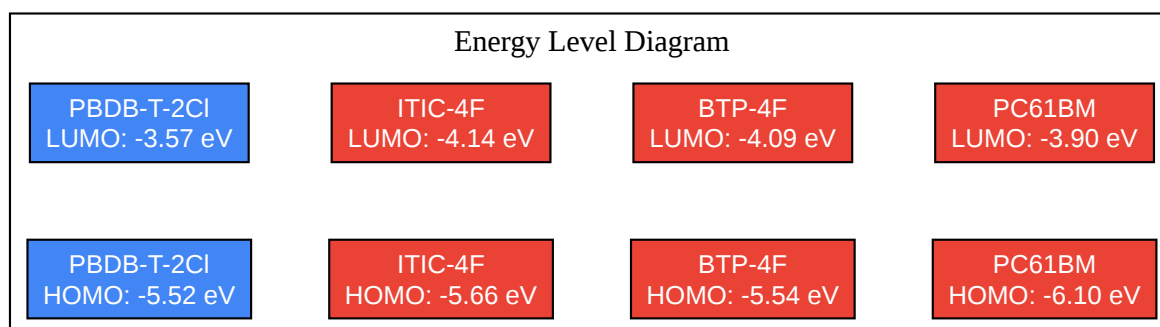 Energy Level Diagram
PBDB-T-2Cl
LUMO: -3.57 eV
ITIC-4F
LUMO: -4.14 eV
BTP-4F
LUMO: -4.09 eV
PC61BM
LUMO: -3.90 eV
PBDB-T-2Cl
HOMO: -5.52 eV
ITIC-4F
HOMO: -5.66 eV
BTP-4F
HOMO: -5.54 eV
PC61BM
HOMO: -6.10 eV